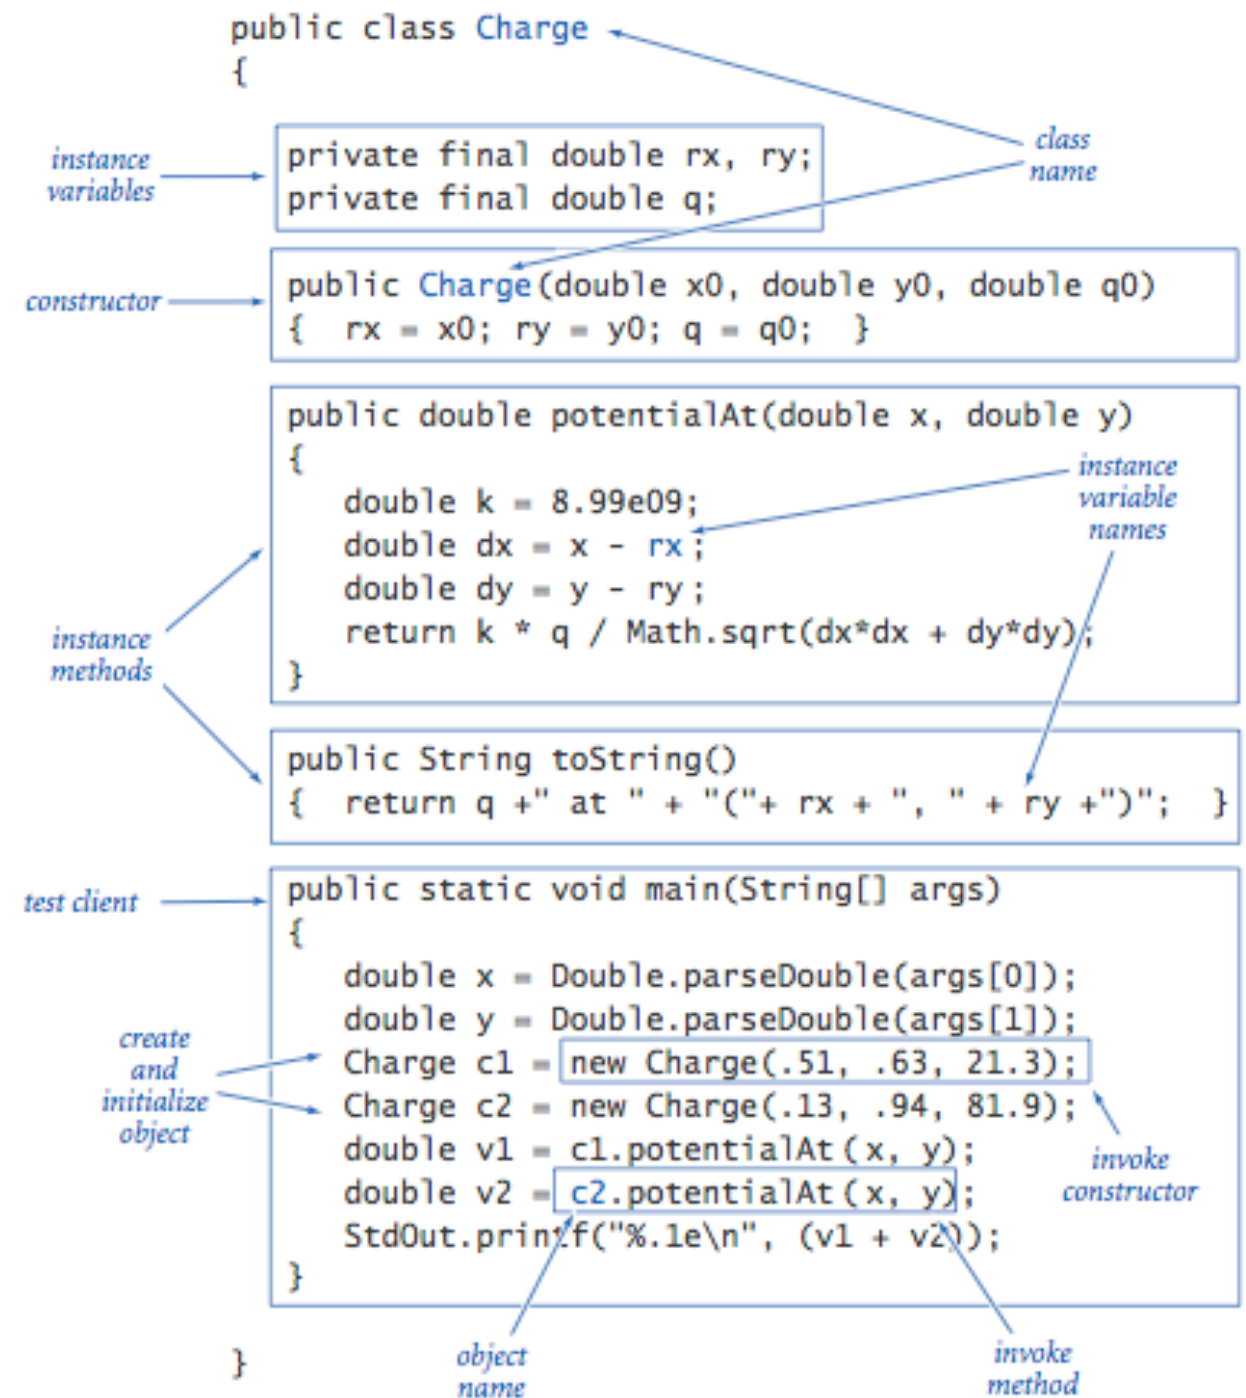 public class Charge
{
class
name
instance
variables
private final double rx, ry;
private final double q;
constructor
public Charge(double x0, double y0, double q0)
{  rx = x0; ry = y0; q = q0;  }
public double potentialAt(double x, double y)
{
instance
variable
names
double k = 8.99e09;
double dx = x - rx;
double dy = y - ry;
return k * q / Math.sqrt(dx*dx + dy*dy);
}
instance
methods
public String toString()
{  return q +" at " + "("+ rx + ", " + ry +")";  }
test client
public static void main(String[] args)
{
double x = Double.parseDouble(args[0]);
double y = Double.parseDouble(args[1]);
create
and
initialize
object
Charge c1 = new Charge(.51, .63, 21.3);
Charge c2 = new Charge(.13, .94, 81.9);
double v1 = c1.potentialAt(x, y);
double v2 = c2.potentialAt(x, y);
StdOut.printf("%.1e\n", (v1 + v2));
}
invoke
constructor
}
object
name
invoke
method